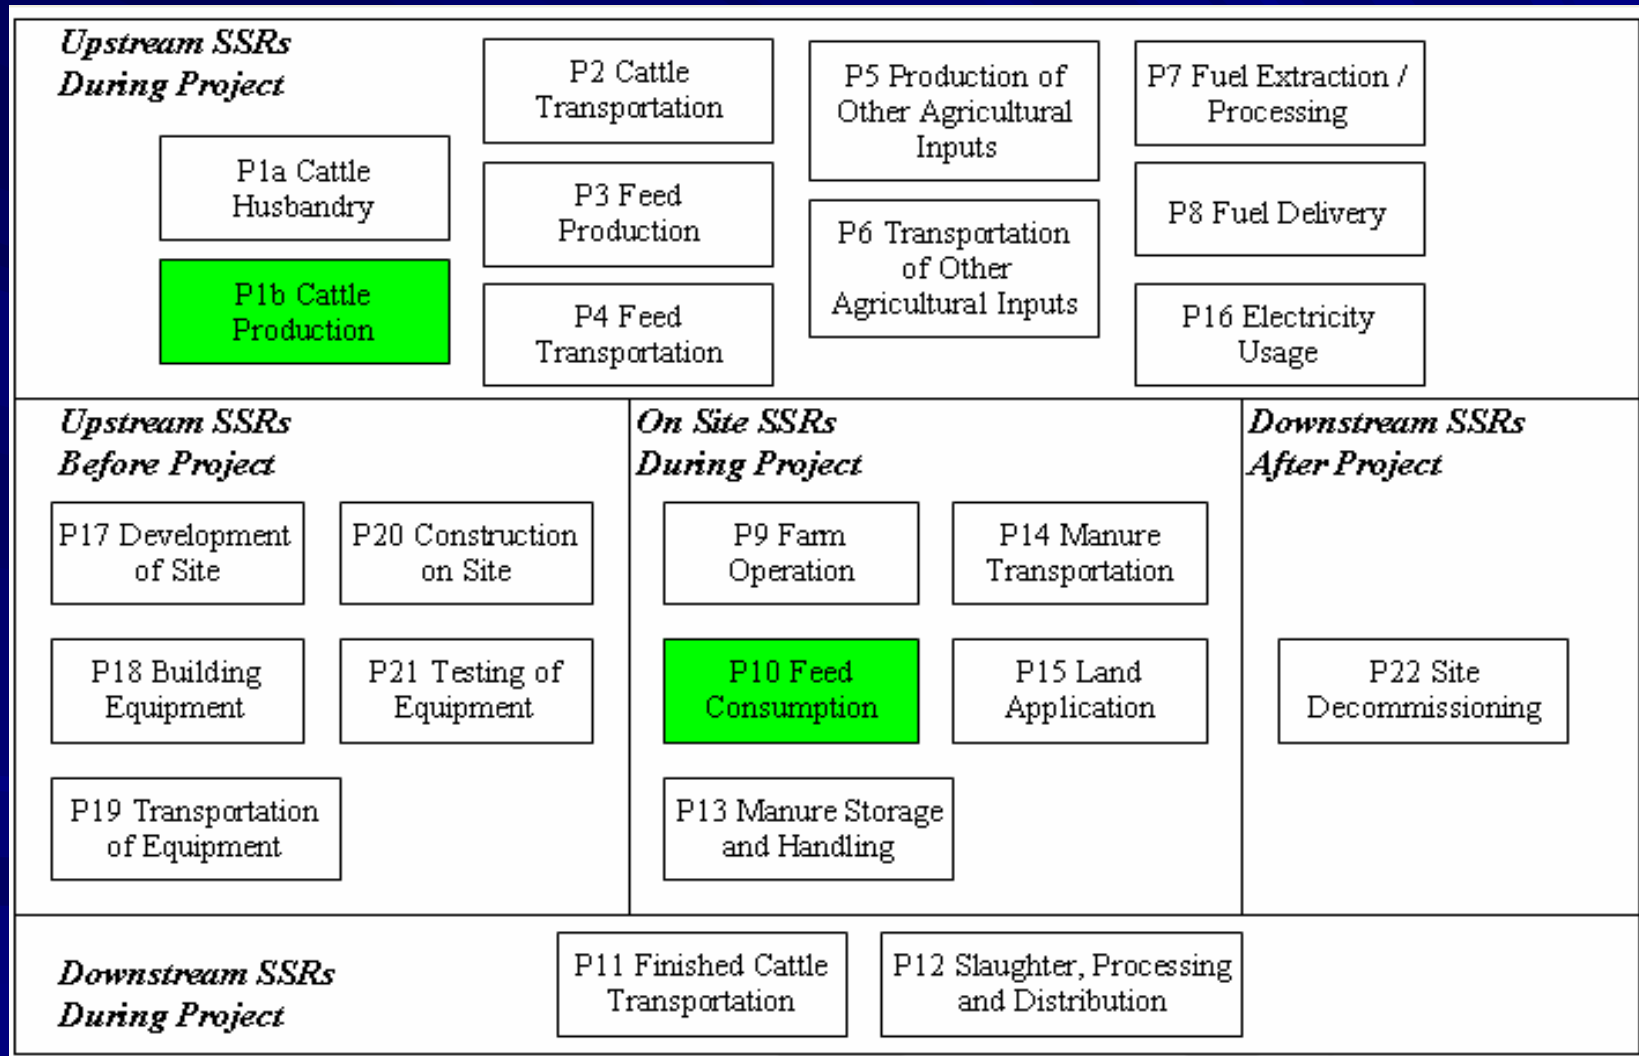 Upstream SSRs
During Project
P1a Cattle
Husbandry
P1b Cattle
Production
P2 Cattle
Transportation
P3 Feed
Production
P4 Feed
Transportation
P5 Production of
Other Agricultural
Inputs
P6 Transportation
of Other
Agricultural Inputs
P7 Fuel Extraction /
Processing
P8 Fuel Delivery
P16 Electricity
Usage
Upstream SSRs
Before Project
P17 Development
of Site
P20 Construction
on Site
P18 Building
Equipment
P21 Testing of
Equipment
P19 Transportation
of Equipment
On Site SSRs
During Project
P9 Farm
Operation
P14 Manure
Transportation
P10 Feed
Consumption
P15 Land
Application
P13 Manure Storage
and Handling
Downstream SSRs
After Project
P22 Site
Decommissioning
Downstream SSRs
During Project
P11 Finished Cattle
Transportation
P12 Slaughter, Processing
and Distribution